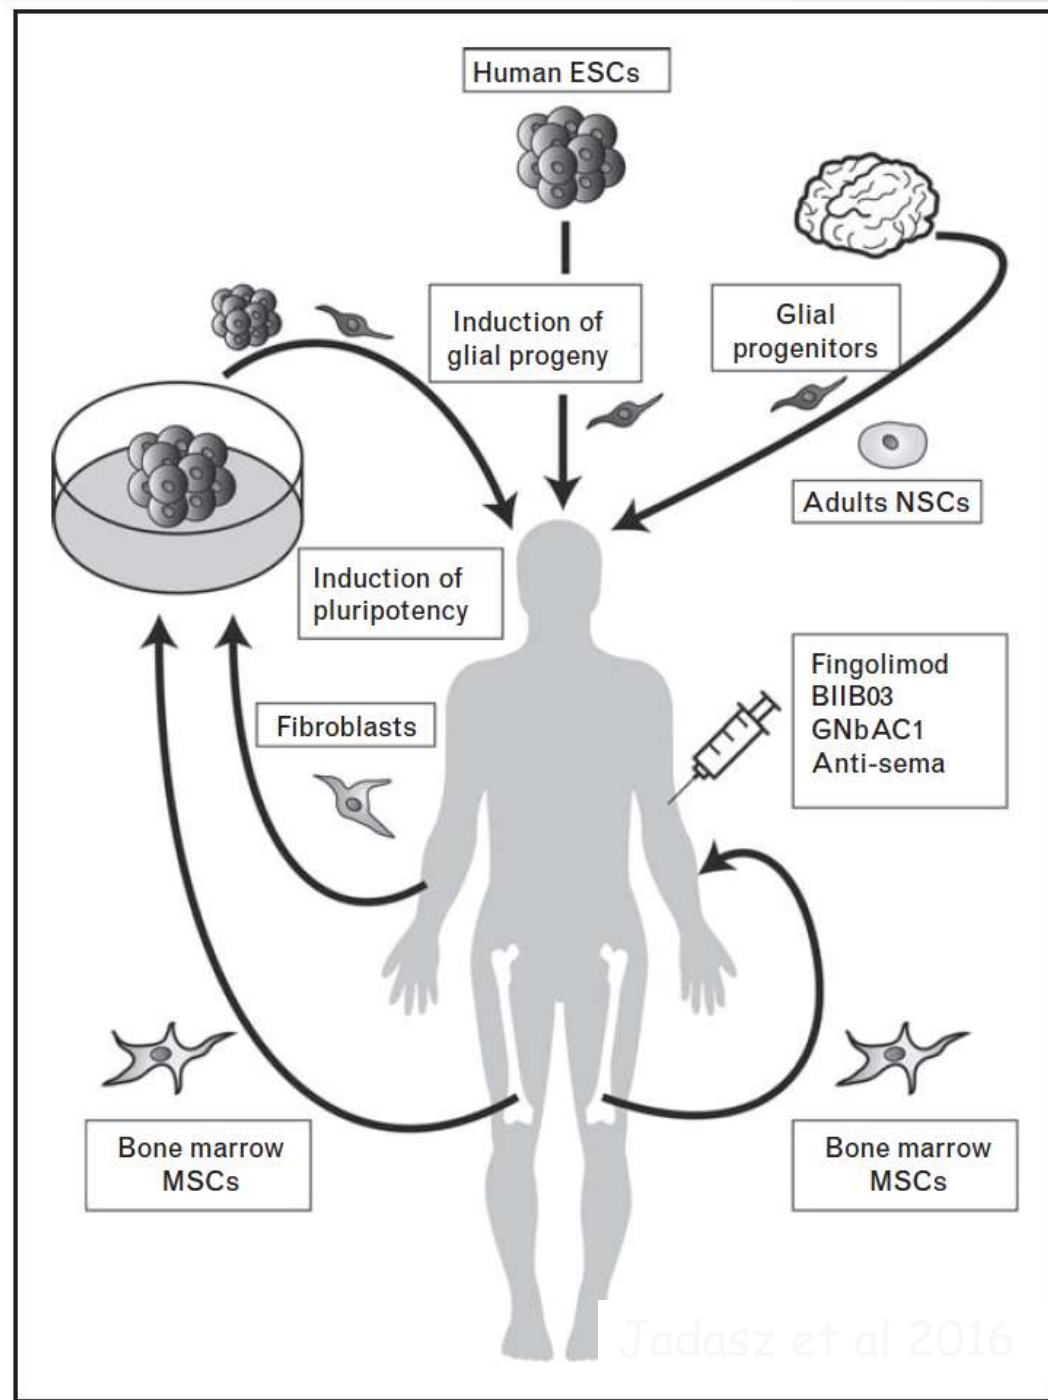 Human ESCs
Induction of
glial progeny
Glial
progenitors
Adults NSCs
Induction of
pluripotency
Fingolimod
BIIB03
GNbAC1
Anti-sema
Fibroblasts
Bone marrow
MSCs
Bone marrow
MSCs
Jadasz et al 2016